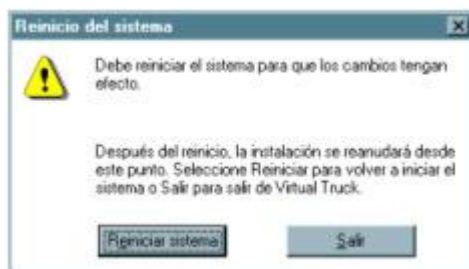 Reinicio del sistema
Debe reiniciar el sistema para que los cambios tengan
efecto.
Después del reinicio, la instalación se reanudará desde
este punto. Seleccione Reiniciar para volver a iniciar el
sistema o Salir para salir de Virtual Truck.
Reiniciar sistema
Salir